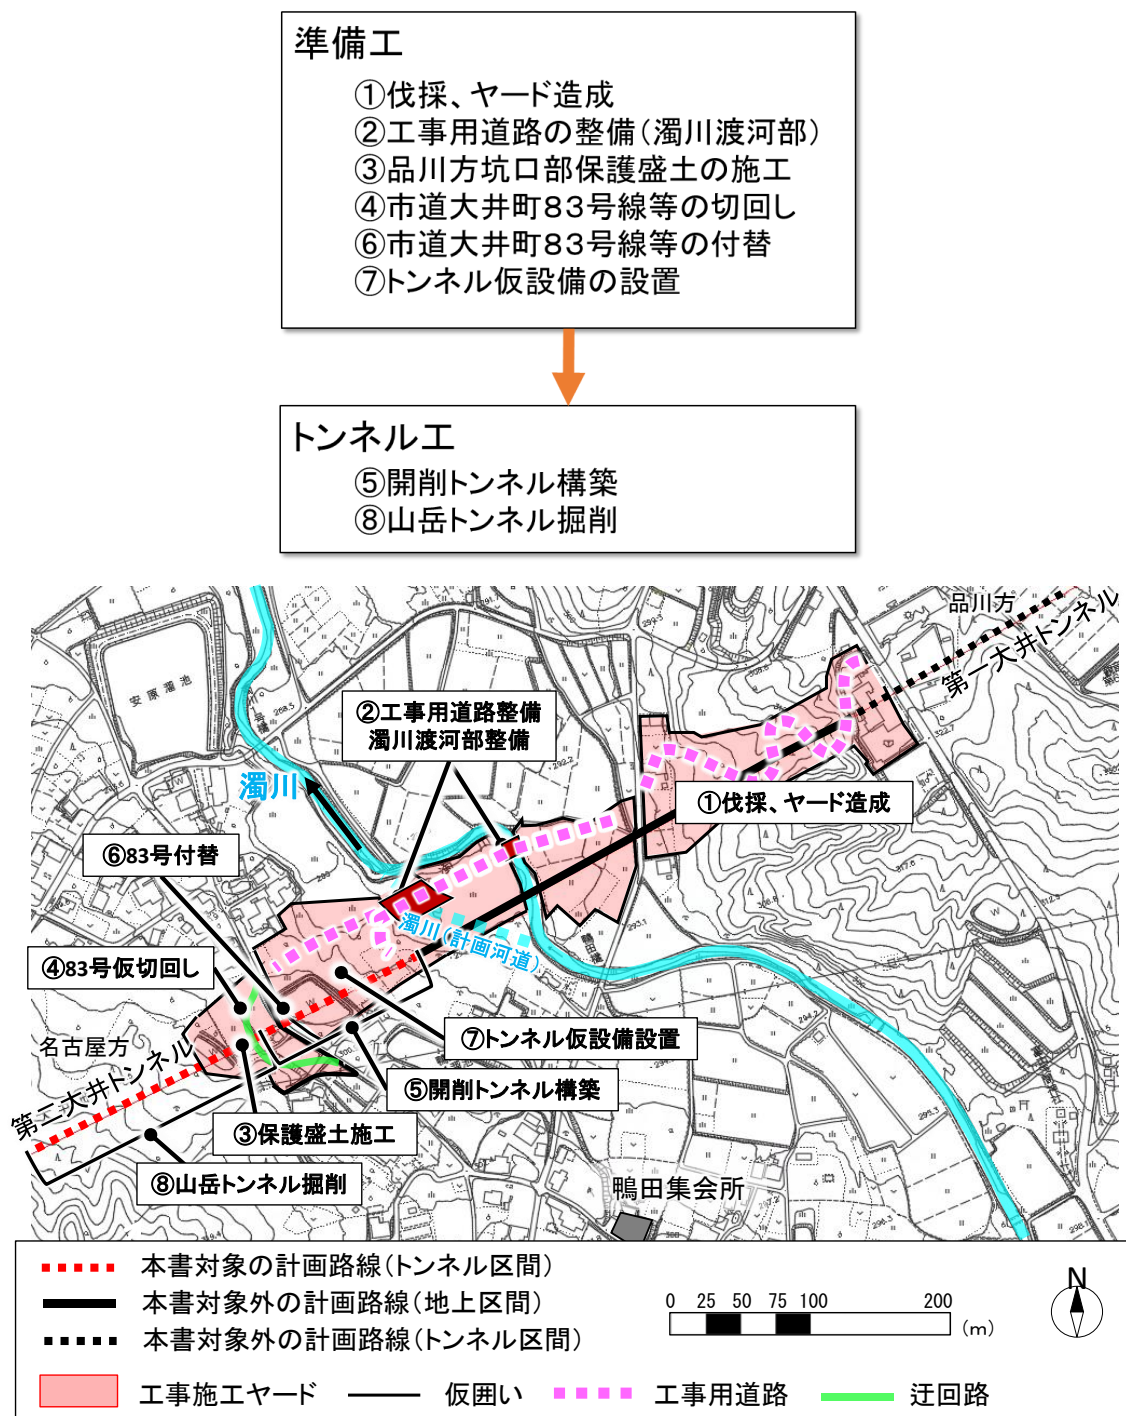 準備工
①伐採、ヤード造成
②工事用道路の整備（濁川渡河部）
③品川方坑口部保護盛土の施工
④市道大井町８３号線等の切回し
⑥市道大井町８３号線等の付替
⑦トンネル仮設備の設置
トンネル工
⑤開削トンネル構築
⑧山岳トンネル掘削
品川方
第一大井トンネル
安原溜池
②工事用道路整備
濁川渡河部整備
濁川
①伐採、ヤード造成
⑥83号付替
濁川（計画河道）
④83号仮切回し
名古屋方
第二大井トンネル
⑦トンネル仮設備設置
⑤開削トンネル構築
③保護盛土施工
⑧山岳トンネル掘削
鴨田集会所
本書対象の計画路線（トンネル区間）
本書対象外の計画路線（地上区間）
本書対象外の計画路線（トンネル区間）
0 25 50 75 100 200
（m）
N
工事施工ヤード 仮囲い 工事用道路 迂回路